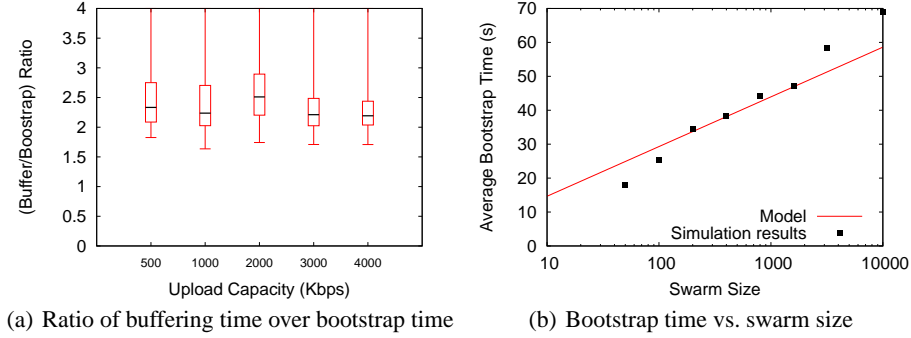 4
3.5
3
2.5
2
1.5
1
0.5
0
(Buffer/Boostrap) Ratio
500 1000 2000 3000 4000
Upload Capacity (Kbps)
(a) Ratio of buffering time over bootstrap time
70
60
50
40
30
20
10
0
Average Bootstrap Time (s)
Model
Simulation results
10 100 1000 10000
Swarm Size
(b) Bootstrap time vs. swarm size